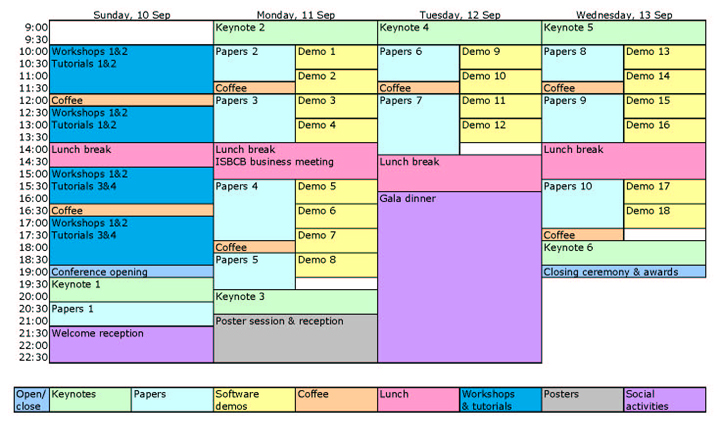 Sunday, 10 Sep Monday, 11 Sep Tuesday, 12 Sep Wednesday, 13 Sep
9:00 Keynote 2 Keynote 4 Keynote 5
9:30
10:00 Workshops 1&2 Papers 2 Demo 1 Papers 6 Demo 9 Papers 8 Demo 13
10:30 Tutorials 1&2
11:00 Demo 2 Demo 10 Demo 14
11:30 Coffee Coffee Coffee
12:00 Coffee Papers 3 Demo 3 Papers 7 Demo 11 Papers 9 Demo 15
12:30 Workshops 1&2
13:00 Tutorials 1&2 Demo 4 Demo 12 Demo 16
13:30
14:00 Lunch break Lunch break Lunch break
14:30 ISBCB business meeting Lunch break
15:00 Workshops 1&2
15:30 Tutorials 3&4 Papers 4 Demo 5 Papers 10 Demo 17
16:00 Gala dinner
16:30 Coffee Demo 6 Demo 18
17:00 Workshops 1&2
17:30 Tutorials 3&4 Demo 7 Coffee
18:00 Coffee Keynote 6
18:30 Papers 5 Demo 8
19:00 Conference opening Closing ceremony & awards
19:30 Keynote 1
20:00 Keynote 3
20:30 Papers 1
21:00 Poster session & reception
21:30 Welcome reception
22:00
22:30
Open/ Keynotes Papers Software Coffee Lunch Workshops Posters Social
close demos & tutorials activities